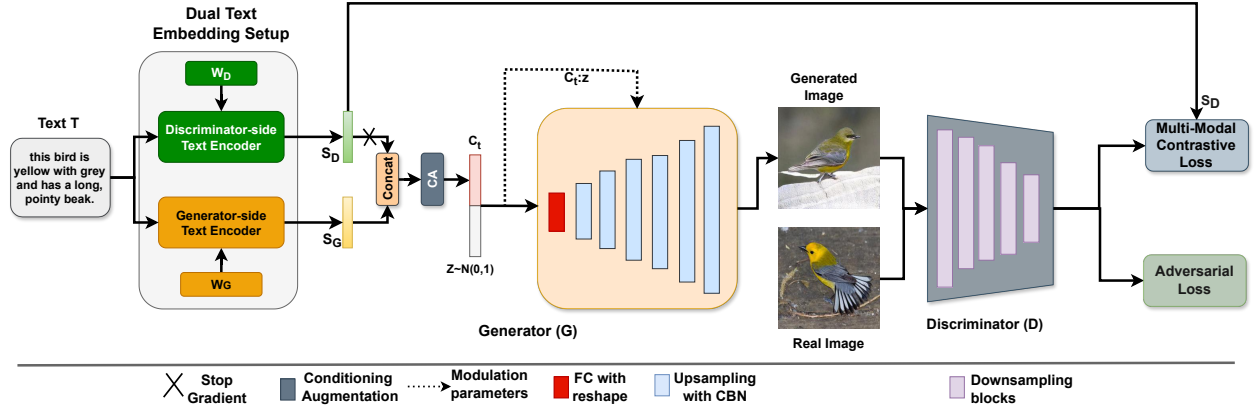 Dual Text
Embedding Setup
W_D
Text T
this bird is
yellow with grey
and has a long,
pointy beak.
Discriminator-side
Text Encoder
Generator-side
Text Encoder
W_G
S_D
S_G
Concat
CA
C_t
Z~N(0,1)
C_t:z
Generator (G)
Generated
Image
Real Image
Discriminator (D)
S_D
Multi-Modal
Contrastive
Loss
Adversarial
Loss
Stop
Gradient
Conditioning
Augmentation
Modulation
parameters
FC with
reshape
Upsampling
with CBN
Downsampling
blocks